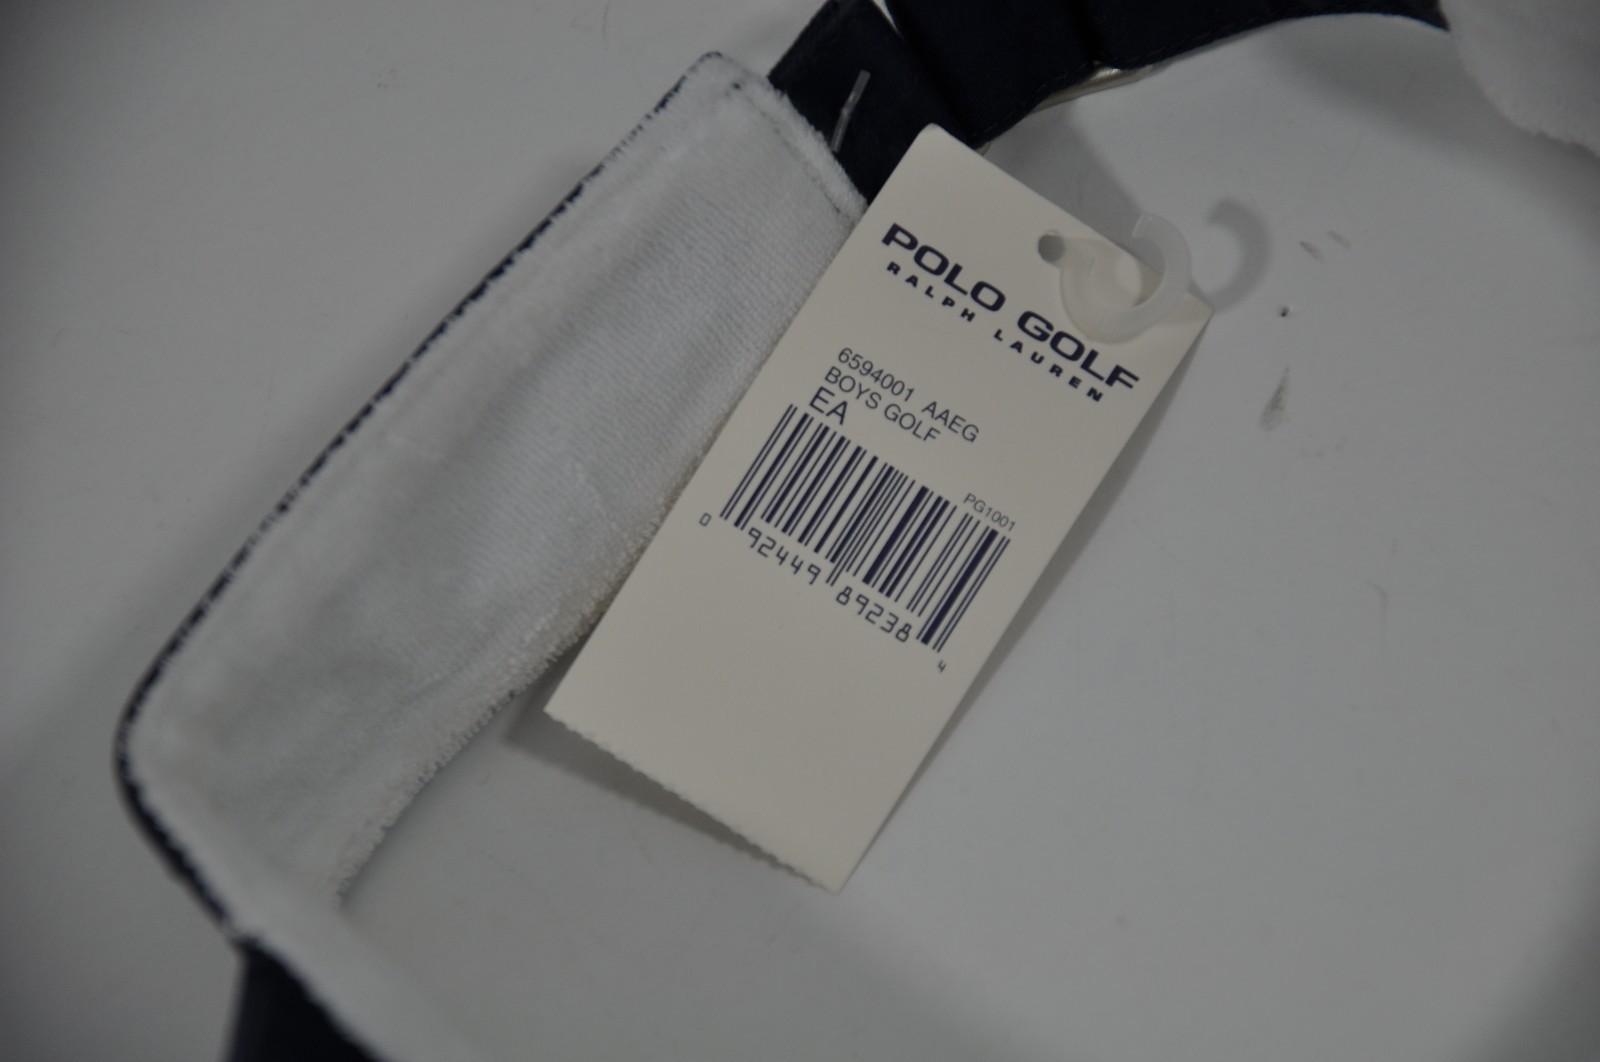 POLO GOLF
RALPH LAUREN
6594001 AAEG
BOYS GOLF
EA
PG1001
0 92449 89238 4